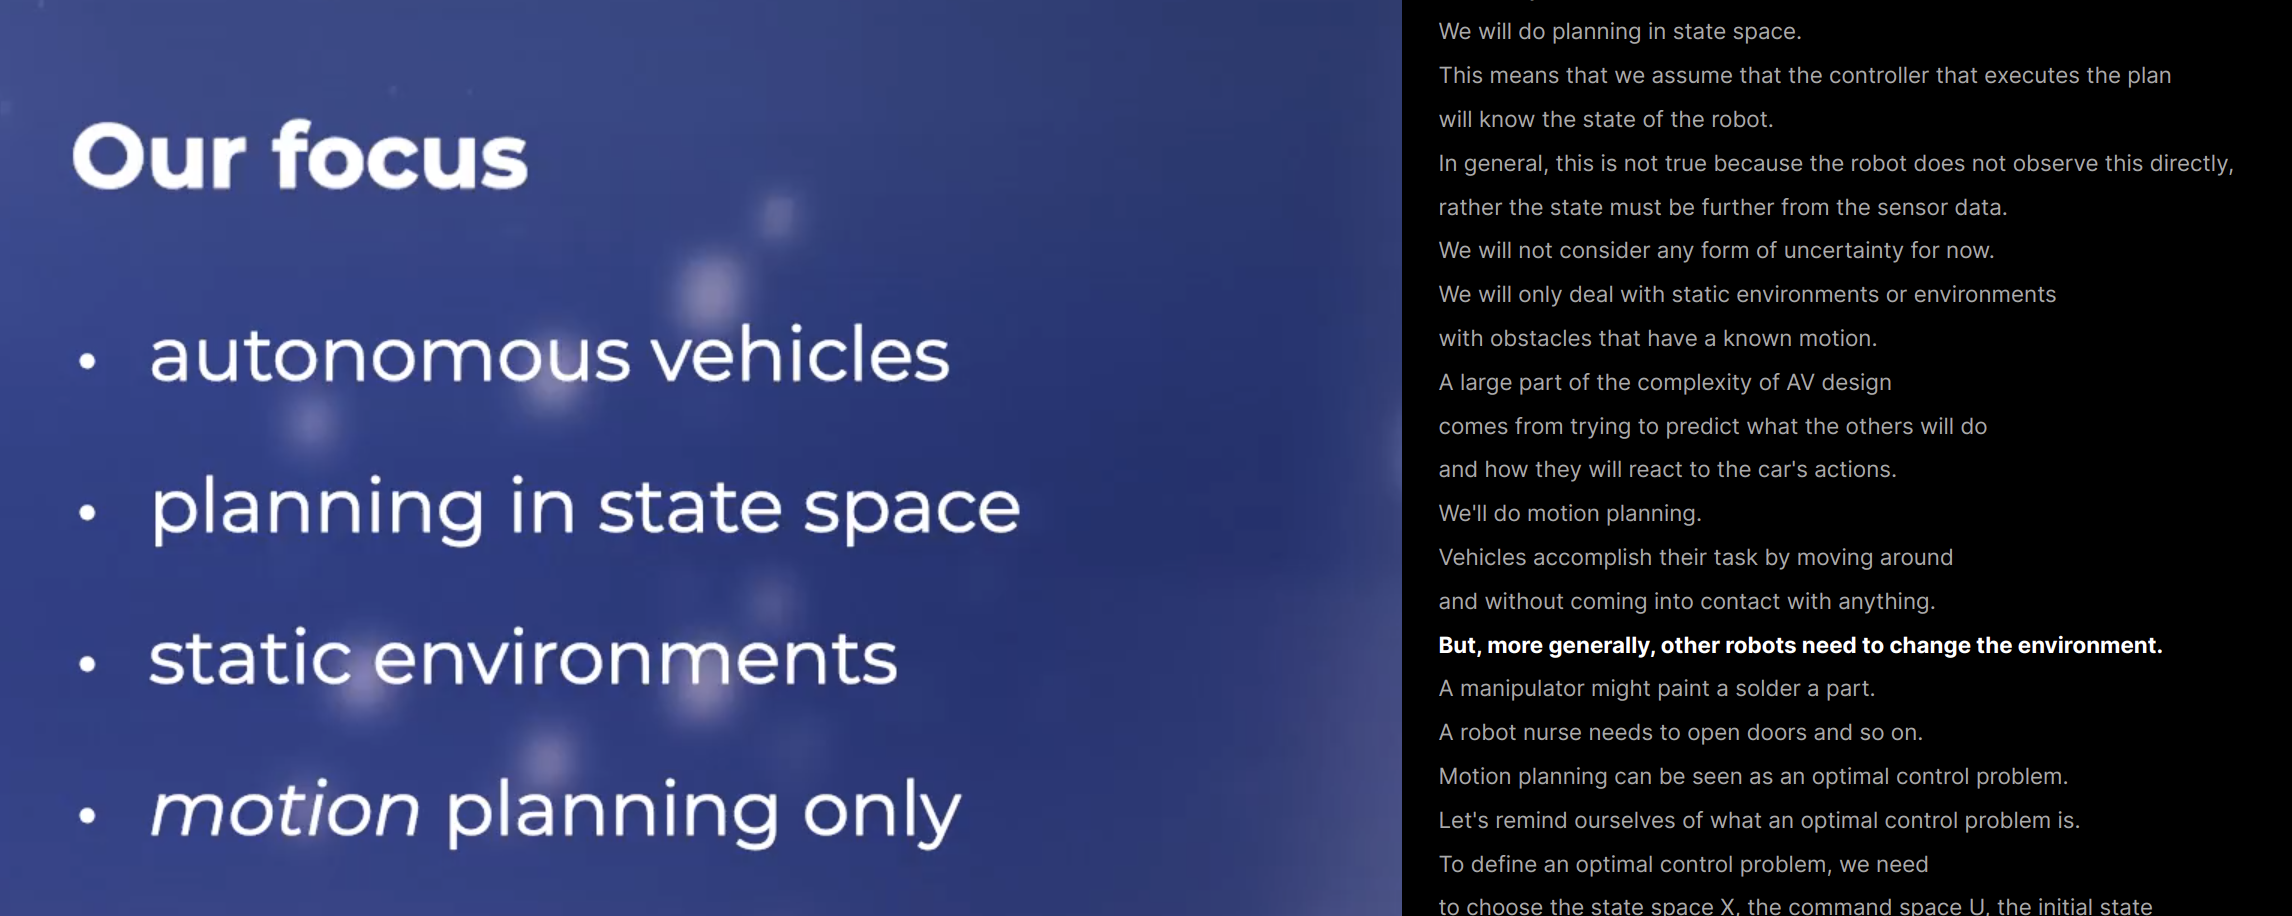 Our focus
• autonomous vehicles
• planning in state space
• static environments
• motion planning only
We will do planning in state space.
This means that we assume that the controller that executes the plan
will know the state of the robot.
In general, this is not true because the robot does not observe this directly,
rather the state must be further from the sensor data.
We will not consider any form of uncertainty for now.
We will only deal with static environments or environments
with obstacles that have a known motion.
A large part of the complexity of AV design
comes from trying to predict what the others will do
and how they will react to the car's actions.
We'll do motion planning.
Vehicles accomplish their task by moving around
and without coming into contact with anything.
But, more generally, other robots need to change the environment.
A manipulator might paint a solder a part.
A robot nurse needs to open doors and so on.
Motion planning can be seen as an optimal control problem.
Let's remind ourselves of what an optimal control problem is.
To define an optimal control problem, we need
to choose the state space X, the command space U, the initial state